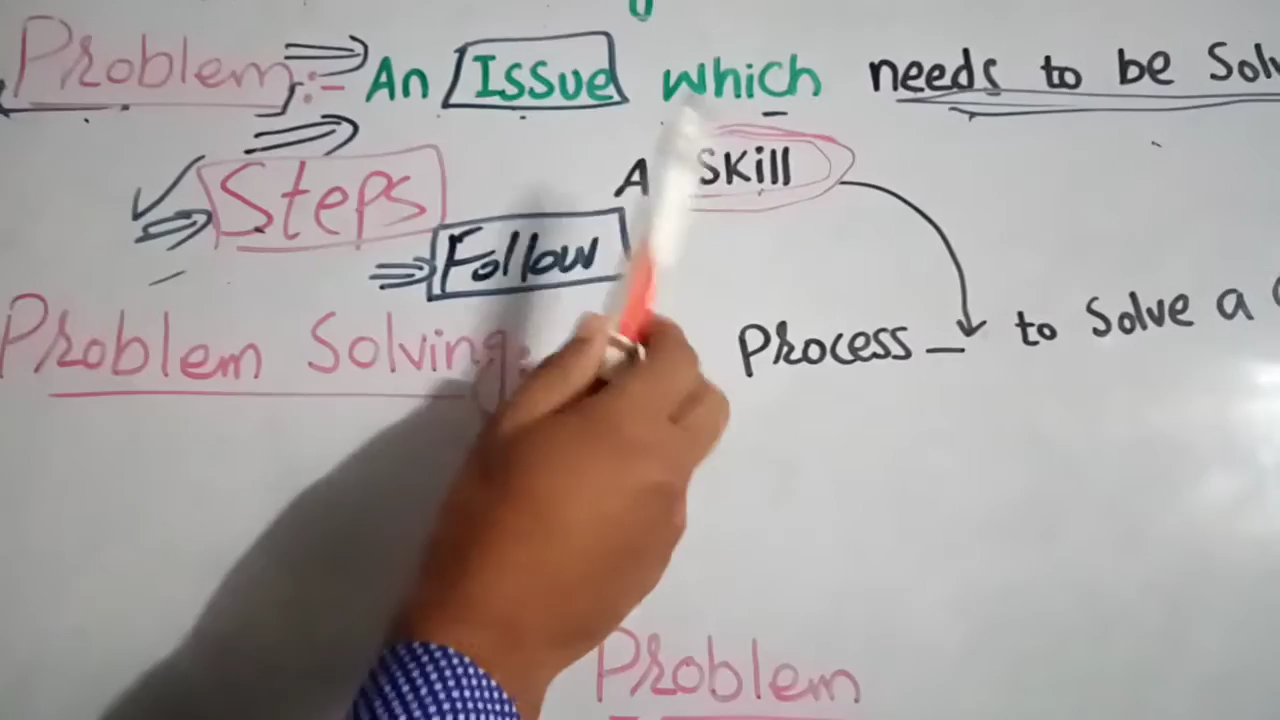 Problem :- An Issue which needs to be Solv
Steps
A Skill
Follow
Problem Solving:
Process – to Solve a
Problem